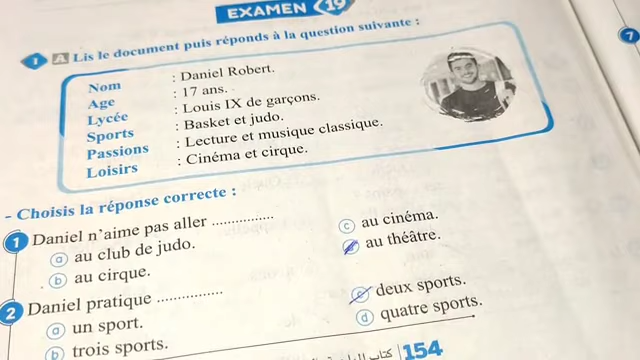 EXAMEN 19
1 A Lis le document puis réponds à la question suivante :
Nom : Daniel Robert.
Age : 17 ans.
Lycée : Louis IX de garçons.
Sports : Basket et judo.
Passions : Lecture et musique classique.
Loisirs : Cinéma et cirque.
- Choisis la réponse correcte :
1 Daniel n'aime pas aller ...............
a au club de judo.
b au cirque.
c au cinéma.
au théâtre.
2 Daniel pratique ................
a un sport.
b trois sports.
c deux sports.
d quatre sports.
154
7